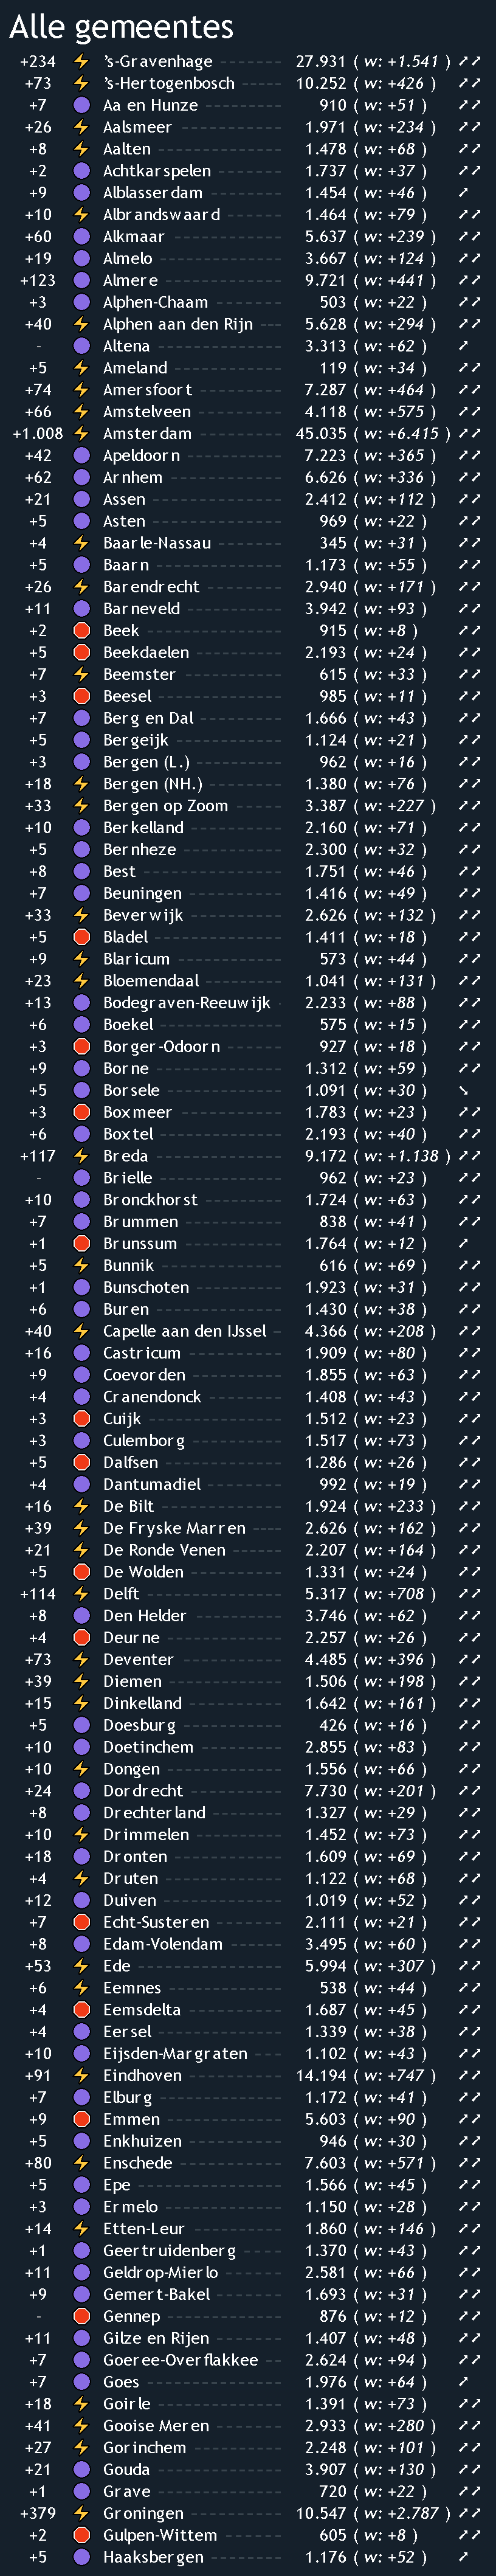 Alle gemeentes
+234 ⚡ 's-Gravenhage 27.931 ( w: +1.541 ) ➚➚
+73 ⚡ 's-Hertogenbosch 10.252 ( w: +426 ) ➚➚
+7 Aa en Hunze 910 ( w: +51 ) ➚➚
+26 ⚡ Aalsmeer 1.971 ( w: +234 ) ➚➚
+8 ⚡ Aalten 1.478 ( w: +68 ) ➚➚
+2 Achtkarspelen 1.737 ( w: +37 ) ➚➚
+9 Alblasserdam 1.454 ( w: +46 ) ➚
+10 ⚡ Albrandswaard 1.464 ( w: +79 ) ➚➚
+60 Alkmaar 5.637 ( w: +239 ) ➚➚
+19 Almelo 3.667 ( w: +124 ) ➚➚
+123 Almere 9.721 ( w: +441 ) ➚➚
+3 Alphen-Chaam 503 ( w: +22 ) ➚➚
+40 ⚡ Alphen aan den Rijn 5.628 ( w: +294 ) ➚➚
- Altena 3.313 ( w: +62 ) ➚
+5 ⚡ Ameland 119 ( w: +34 ) ➚➚
+74 ⚡ Amersfoort 7.287 ( w: +464 ) ➚➚
+66 ⚡ Amstelveen 4.118 ( w: +575 ) ➚➚
+1.008 ⚡ Amsterdam 45.035 ( w: +6.415 ) ➚➚
+42 Apeldoorn 7.223 ( w: +365 ) ➚➚
+62 Arnhem 6.626 ( w: +336 ) ➚➚
+21 Assen 2.412 ( w: +112 ) ➚➚
+5 Asten 969 ( w: +22 ) ➚➚
+4 ⚡ Baarle-Nassau 345 ( w: +31 ) ➚➚
+5 Baarn 1.173 ( w: +55 ) ➚➚
+26 ⚡ Barendrecht 2.940 ( w: +171 ) ➚➚
+11 Barneveld 3.942 ( w: +93 ) ➚➚
+2 Beek 915 ( w: +8 ) ➚➚
+5 Beekdaelen 2.193 ( w: +24 ) ➚➚
+7 ⚡ Beemster 615 ( w: +33 ) ➚➚
+3 Beesel 985 ( w: +11 ) ➚➚
+7 Berg en Dal 1.666 ( w: +43 ) ➚➚
+5 Bergeijk 1.124 ( w: +21 ) ➚➚
+3 Bergen (L.) 962 ( w: +16 ) ➚➚
+18 ⚡ Bergen (NH.) 1.380 ( w: +76 ) ➚➚
+33 ⚡ Bergen op Zoom 3.387 ( w: +227 ) ➚➚
+10 Berkelland 2.160 ( w: +71 ) ➚➚
+5 Bernheze 2.300 ( w: +32 ) ➚➚
+8 Best 1.751 ( w: +46 ) ➚➚
+7 Beuningen 1.416 ( w: +49 ) ➚➚
+33 ⚡ Beverwijk 2.626 ( w: +132 ) ➚➚
+5 Bladel 1.411 ( w: +18 ) ➚➚
+9 ⚡ Blaricum 573 ( w: +44 ) ➚➚
+23 ⚡ Bloemendaal 1.041 ( w: +131 ) ➚➚
+13 Bodegraven-Reeuwijk 2.233 ( w: +88 ) ➚➚
+6 Boekel 575 ( w: +15 ) ➚➚
+3 Borger-Odoorn 927 ( w: +18 ) ➚➚
+9 Borne 1.312 ( w: +59 ) ➚➚
+5 Borsele 1.091 ( w: +30 ) ➘
+3 Boxmeer 1.783 ( w: +23 ) ➚➚
+6 Boxtel 2.193 ( w: +40 ) ➚➚
+117 ⚡ Breda 9.172 ( w: +1.138 ) ➚➚
- Brielle 962 ( w: +23 ) ➚➚
+10 Bronckhorst 1.724 ( w: +63 ) ➚➚
+7 Brummen 838 ( w: +41 ) ➚➚
+1 Brunssum 1.764 ( w: +12 ) ➚
+5 ⚡ Bunnik 616 ( w: +69 ) ➚➚
+1 Bunschoten 1.923 ( w: +31 ) ➚➚
+6 Buren 1.430 ( w: +38 ) ➚➚
+40 ⚡ Capelle aan den IJssel 4.366 ( w: +208 ) ➚➚
+16 Castricum 1.909 ( w: +80 ) ➚➚
+9 Coevorden 1.855 ( w: +63 ) ➚➚
+4 Cranendonck 1.408 ( w: +43 ) ➚➚
+3 Cuijk 1.512 ( w: +23 ) ➚➚
+3 Culemborg 1.517 ( w: +73 ) ➚➚
+5 Dalfsen 1.286 ( w: +26 ) ➚➚
+4 Dantumadiel 992 ( w: +19 ) ➚➚
+16 ⚡ De Bilt 1.924 ( w: +233 ) ➚➚
+39 ⚡ De Fryske Marren 2.626 ( w: +162 ) ➚➚
+21 ⚡ De Ronde Venen 2.207 ( w: +164 ) ➚➚
+5 De Wolden 1.331 ( w: +24 ) ➚➚
+114 ⚡ Delft 5.317 ( w: +708 ) ➚➚
+8 Den Helder 3.746 ( w: +62 ) ➚➚
+4 Deurne 2.257 ( w: +26 ) ➚➚
+73 ⚡ Deventer 4.485 ( w: +396 ) ➚➚
+39 ⚡ Diemen 1.506 ( w: +198 ) ➚➚
+15 ⚡ Dinkelland 1.642 ( w: +161 ) ➚➚
+5 Doesburg 426 ( w: +16 ) ➚➚
+10 Doetinchem 2.855 ( w: +83 ) ➚➚
+10 ⚡ Dongen 1.556 ( w: +66 ) ➚➚
+24 Dordrecht 7.730 ( w: +201 ) ➚➚
+8 Drechterland 1.327 ( w: +29 ) ➚➚
+10 ⚡ Drimmelen 1.452 ( w: +73 ) ➚➚
+18 Dronten 1.609 ( w: +69 ) ➚➚
+4 ⚡ Druten 1.122 ( w: +68 ) ➚➚
+12 Duiven 1.019 ( w: +52 ) ➚➚
+7 Echt-Susteren 2.111 ( w: +21 ) ➚➚
+8 Edam-Volendam 3.495 ( w: +60 ) ➚➚
+53 ⚡ Ede 5.994 ( w: +307 ) ➚➚
+6 ⚡ Eemnes 538 ( w: +44 ) ➚➚
+4 Eemsdelta 1.687 ( w: +45 ) ➚➚
+4 Eersel 1.339 ( w: +38 ) ➚➚
+10 Eijsden-Margraten 1.102 ( w: +43 ) ➚➚
+91 ⚡ Eindhoven 14.194 ( w: +747 ) ➚➚
+7 Elburg 1.172 ( w: +41 ) ➚➚
+9 Emmen 5.603 ( w: +90 ) ➚➚
+5 Enkhuizen 946 ( w: +30 ) ➚➚
+80 ⚡ Enschede 7.603 ( w: +571 ) ➚➚
+5 Epe 1.566 ( w: +45 ) ➚➚
+3 Ermelo 1.150 ( w: +28 ) ➚➚
+14 ⚡ Etten-Leur 1.860 ( w: +146 ) ➚➚
+1 Geertruidenberg 1.370 ( w: +43 ) ➚➚
+11 Geldrop-Mierlo 2.581 ( w: +66 ) ➚➚
+9 Gemert-Bakel 1.693 ( w: +31 ) ➚➚
- Gennep 876 ( w: +12 ) ➚➚
+11 Gilze en Rijen 1.407 ( w: +48 ) ➚➚
+7 Goeree-Overflakkee 2.624 ( w: +94 ) ➚➚
+7 Goes 1.976 ( w: +64 ) ➚
+18 ⚡ Goirle 1.391 ( w: +73 ) ➚➚
+41 ⚡ Gooise Meren 2.933 ( w: +280 ) ➚➚
+27 ⚡ Gorinchem 2.248 ( w: +101 ) ➚➚
+21 Gouda 3.907 ( w: +130 ) ➚➚
+1 Grave 720 ( w: +22 ) ➚➚
+379 ⚡ Groningen 10.547 ( w: +2.787 ) ➚➚
+2 Gulpen-Wittem 605 ( w: +8 ) ➚➚
+5 Haaksbergen 1.176 ( w: +52 ) ➚